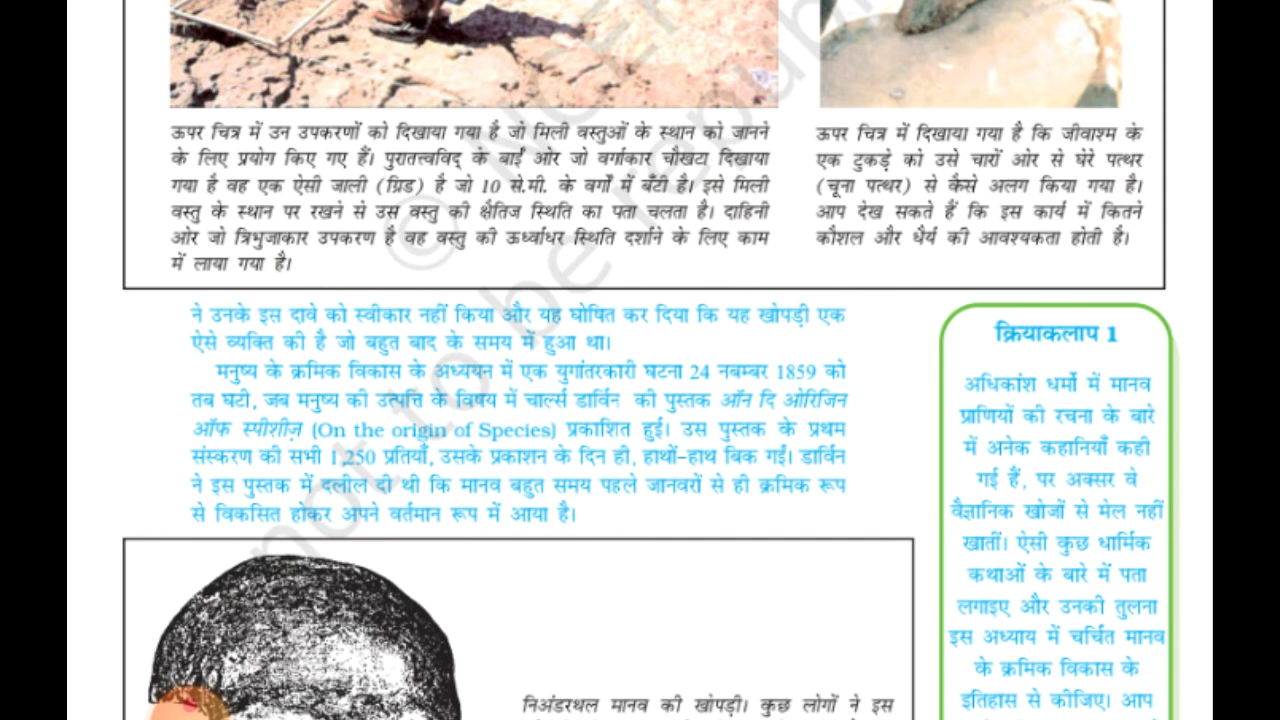 ऊपर चित्र में उन उपकरणों को दिखाया गया है जो मिली वस्तुओं के स्थान को जानने
के लिए प्रयोग किए गए हैं। पुरातत्त्वविद् के बाईं ओर जो वर्गाकार चौखटा दिखाया
गया है वह एक ऐसी जाली (ग्रिड) है जो 10 से.मी. के वर्गों में बँटी है। इसे मिली
वस्तु के स्थान पर रखने से उस वस्तु की क्षैतिज स्थिति का पता चलता है। दाहिनी
ओर जो त्रिभुजाकार उपकरण है वह वस्तु की ऊर्ध्वाधर स्थिति दर्शाने के लिए काम
में लाया गया है।
ऊपर चित्र में दिखाया गया है कि जीवाश्म के
एक टुकड़े को उसे चारों ओर से घेरे पत्थर
(चूना पत्थर) से कैसे अलग किया गया है।
आप देख सकते हैं कि इस कार्य में कितने
कौशल और धैर्य की आवश्यकता होती है।
ने उनके इस दावे को स्वीकार नहीं किया और यह घोषित कर दिया कि यह खोपड़ी एक
ऐसे व्यक्ति की है जो बहुत बाद के समय में हुआ था।
मनुष्य के क्रमिक विकास के अध्ययन में एक युगांतरकारी घटना 24 नवम्बर 1859 को
तब घटी, जब मनुष्य की उत्पत्ति के विषय में चार्ल्स डार्विन की पुस्तक ऑन दि ओरिजिन
ऑफ स्पीशीज़ (On the origin of Species) प्रकाशित हुई। उस पुस्तक के प्रथम
संस्करण की सभी 1,250 प्रतियाँ, उसके प्रकाशन के दिन ही, हाथों-हाथ बिक गईं। डार्विन
ने इस पुस्तक में दलील दी थी कि मानव बहुत समय पहले जानवरों से ही क्रमिक रूप
से विकसित होकर अपने वर्तमान रूप में आया है।
क्रियाकलाप 1
अधिकांश धर्मों में मानव
प्राणियों की रचना के बारे
में अनेक कहानियाँ कही
गई हैं, पर अक्सर वे
वैज्ञानिक खोजों से मेल नहीं
खातीं। ऐसी कुछ धार्मिक
कथाओं के बारे में पता
लगाइए और उनकी तुलना
इस अध्याय में चर्चित मानव
के क्रमिक विकास के
इतिहास से कीजिए। आप
निअंडरथल मानव की खोपड़ी। कुछ लोगों ने इस
not to be republ